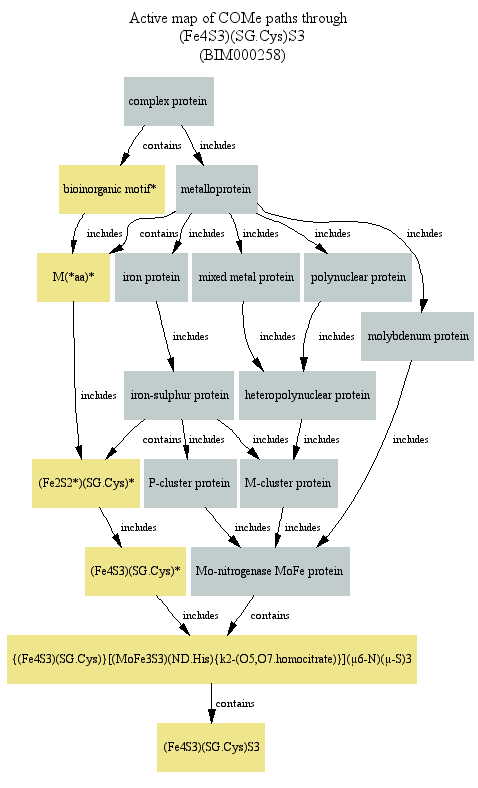 Active map of COMe paths through
(Fe4S3)(SG.Cys)S3
(BIM000258)
complex protein
contains
includes
bioinorganic motif*
metalloprotein
includes
contains
includes
includes
includes
includes
M(*aa)*
iron protein
mixed metal protein
polynuclear protein
molybdenum protein
includes
includes
includes
iron-sulphur protein
heteropolynuclear protein
includes
contains
includes
includes
includes
includes
(Fe2S2*)(SG.Cys)*
P-cluster protein
M-cluster protein
includes
includes
includes
(Fe4S3)(SG.Cys)*
Mo-nitrogenase MoFe protein
includes
contains
{(Fe4S3)(SG.Cys)}[(MoFe3S3)(ND.His){k2-(O5,O7.homocitrate)}](µ6-N)(µ-S)3
contains
(Fe4S3)(SG.Cys)S3